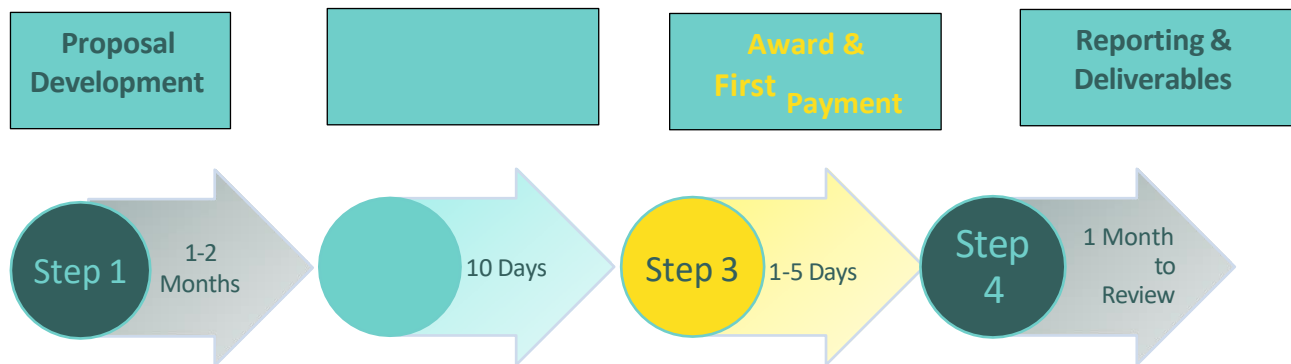 Proposal
Development
Award &
First Payment
Reporting &
Deliverables
Step 1
1-2
Months
10 Days
Step 3
1-5 Days
Step
4
1 Month
to
Review